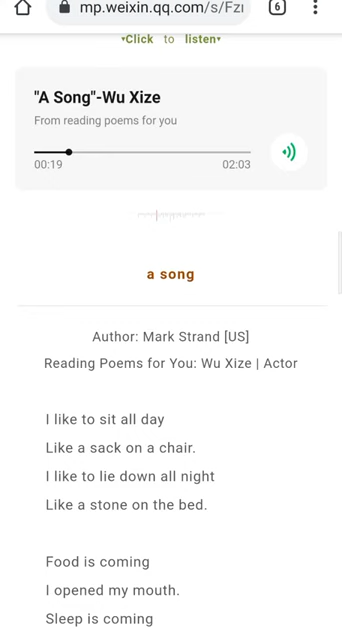 mp.weixin.qq.com/s/Fzı
6
▾Click to listen▾
"A Song"-Wu Xize
From reading poems for you
00:19
02:03
a song
Author: Mark Strand [US]
Reading Poems for You: Wu Xize | Actor
I like to sit all day
Like a sack on a chair.
I like to lie down all night
Like a stone on the bed.
Food is coming
I opened my mouth.
Sleep is coming